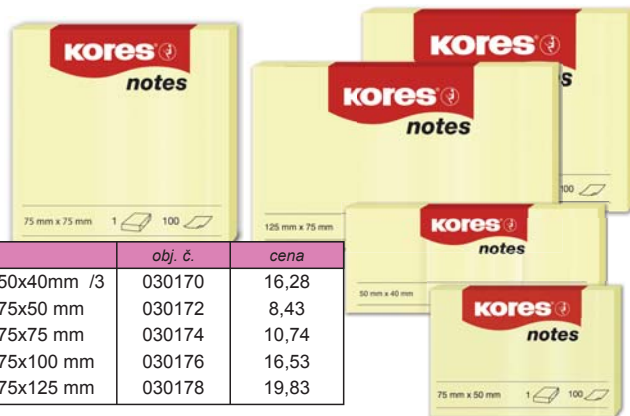 Kores
notes
75 mm x 75 mm 1 100
Kores
Kores
notes
125 mm x 75 mm
100
Kores
notes
50 mm x 40 mm
Kores
notes
75 mm x 50 mm 1 100
obj. č. cena
50x40mm /3 030170 16,28
75x50 mm 030172 8,43
75x75 mm 030174 10,74
75x100 mm 030176 16,53
75x125 mm 030178 19,83